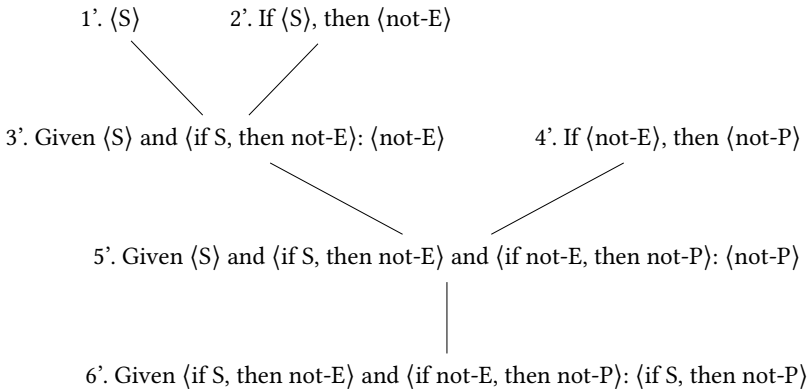 1’. ⟨S⟩ 2’. If ⟨S⟩, then ⟨not-E⟩
3’. Given ⟨S⟩ and ⟨if S, then not-E⟩: ⟨not-E⟩ 4’. If ⟨not-E⟩, then ⟨not-P⟩
5’. Given ⟨S⟩ and ⟨if S, then not-E⟩ and ⟨if not-E, then not-P⟩: ⟨not-P⟩
6’. Given ⟨if S, then not-E⟩ and ⟨if not-E, then not-P⟩: ⟨if S, then not-P⟩